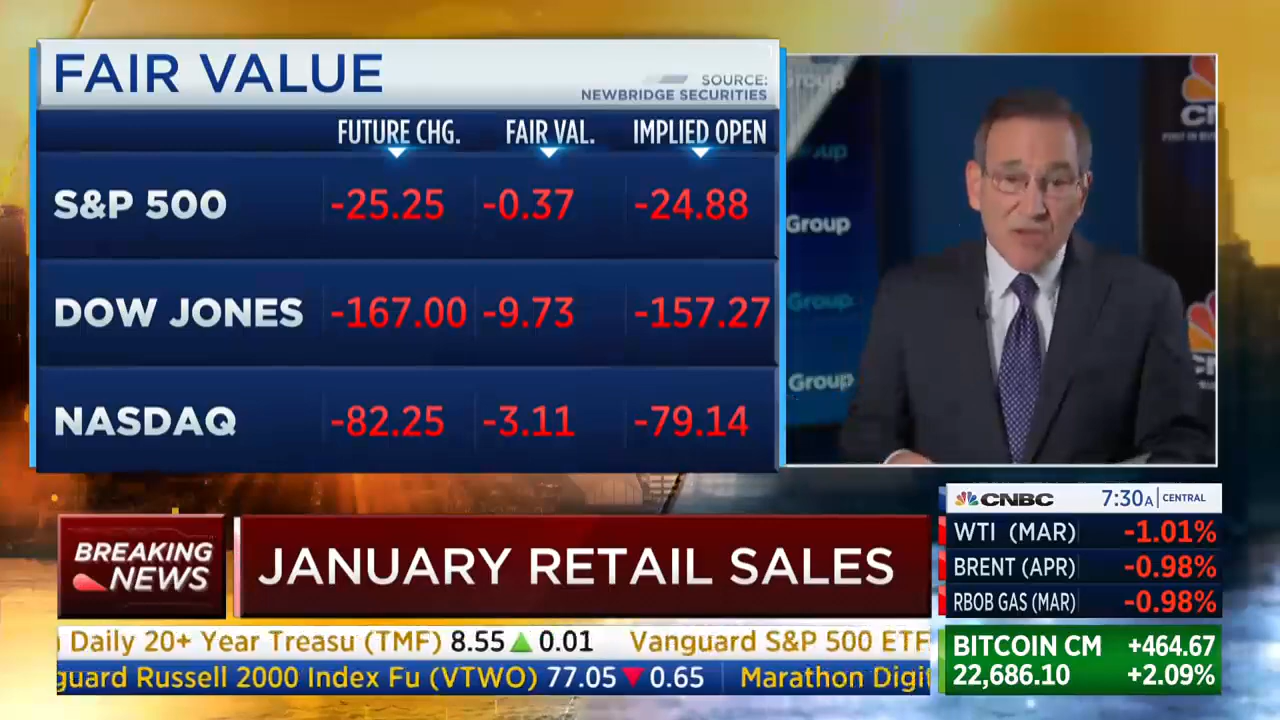 FAIR VALUE
SOURCE:
NEWBRIDGE SECURITIES
FUTURE CHG. FAIR VAL. IMPLIED OPEN
S&P 500 -25.25 -0.37 -24.88
DOW JONES -167.00 -9.73 -157.27
NASDAQ -82.25 -3.11 -79.14
Group
Group
Group
BREAKING
NEWS
JANUARY RETAIL SALES
Daily 20+ Year Treasu (TMF) 8.55 ▲ 0.01 Vanguard S&P 500 ETF
guard Russell 2000 Index Fu (VTWO) 77.05 ▼ 0.65 Marathon Digi
CNBC 7:30A CENTRAL
WTI (MAR) -1.01%
BRENT (APR) -0.98%
RBOB GAS (MAR) -0.98%
BITCOIN CM +464.67
22,686.10 +2.09%